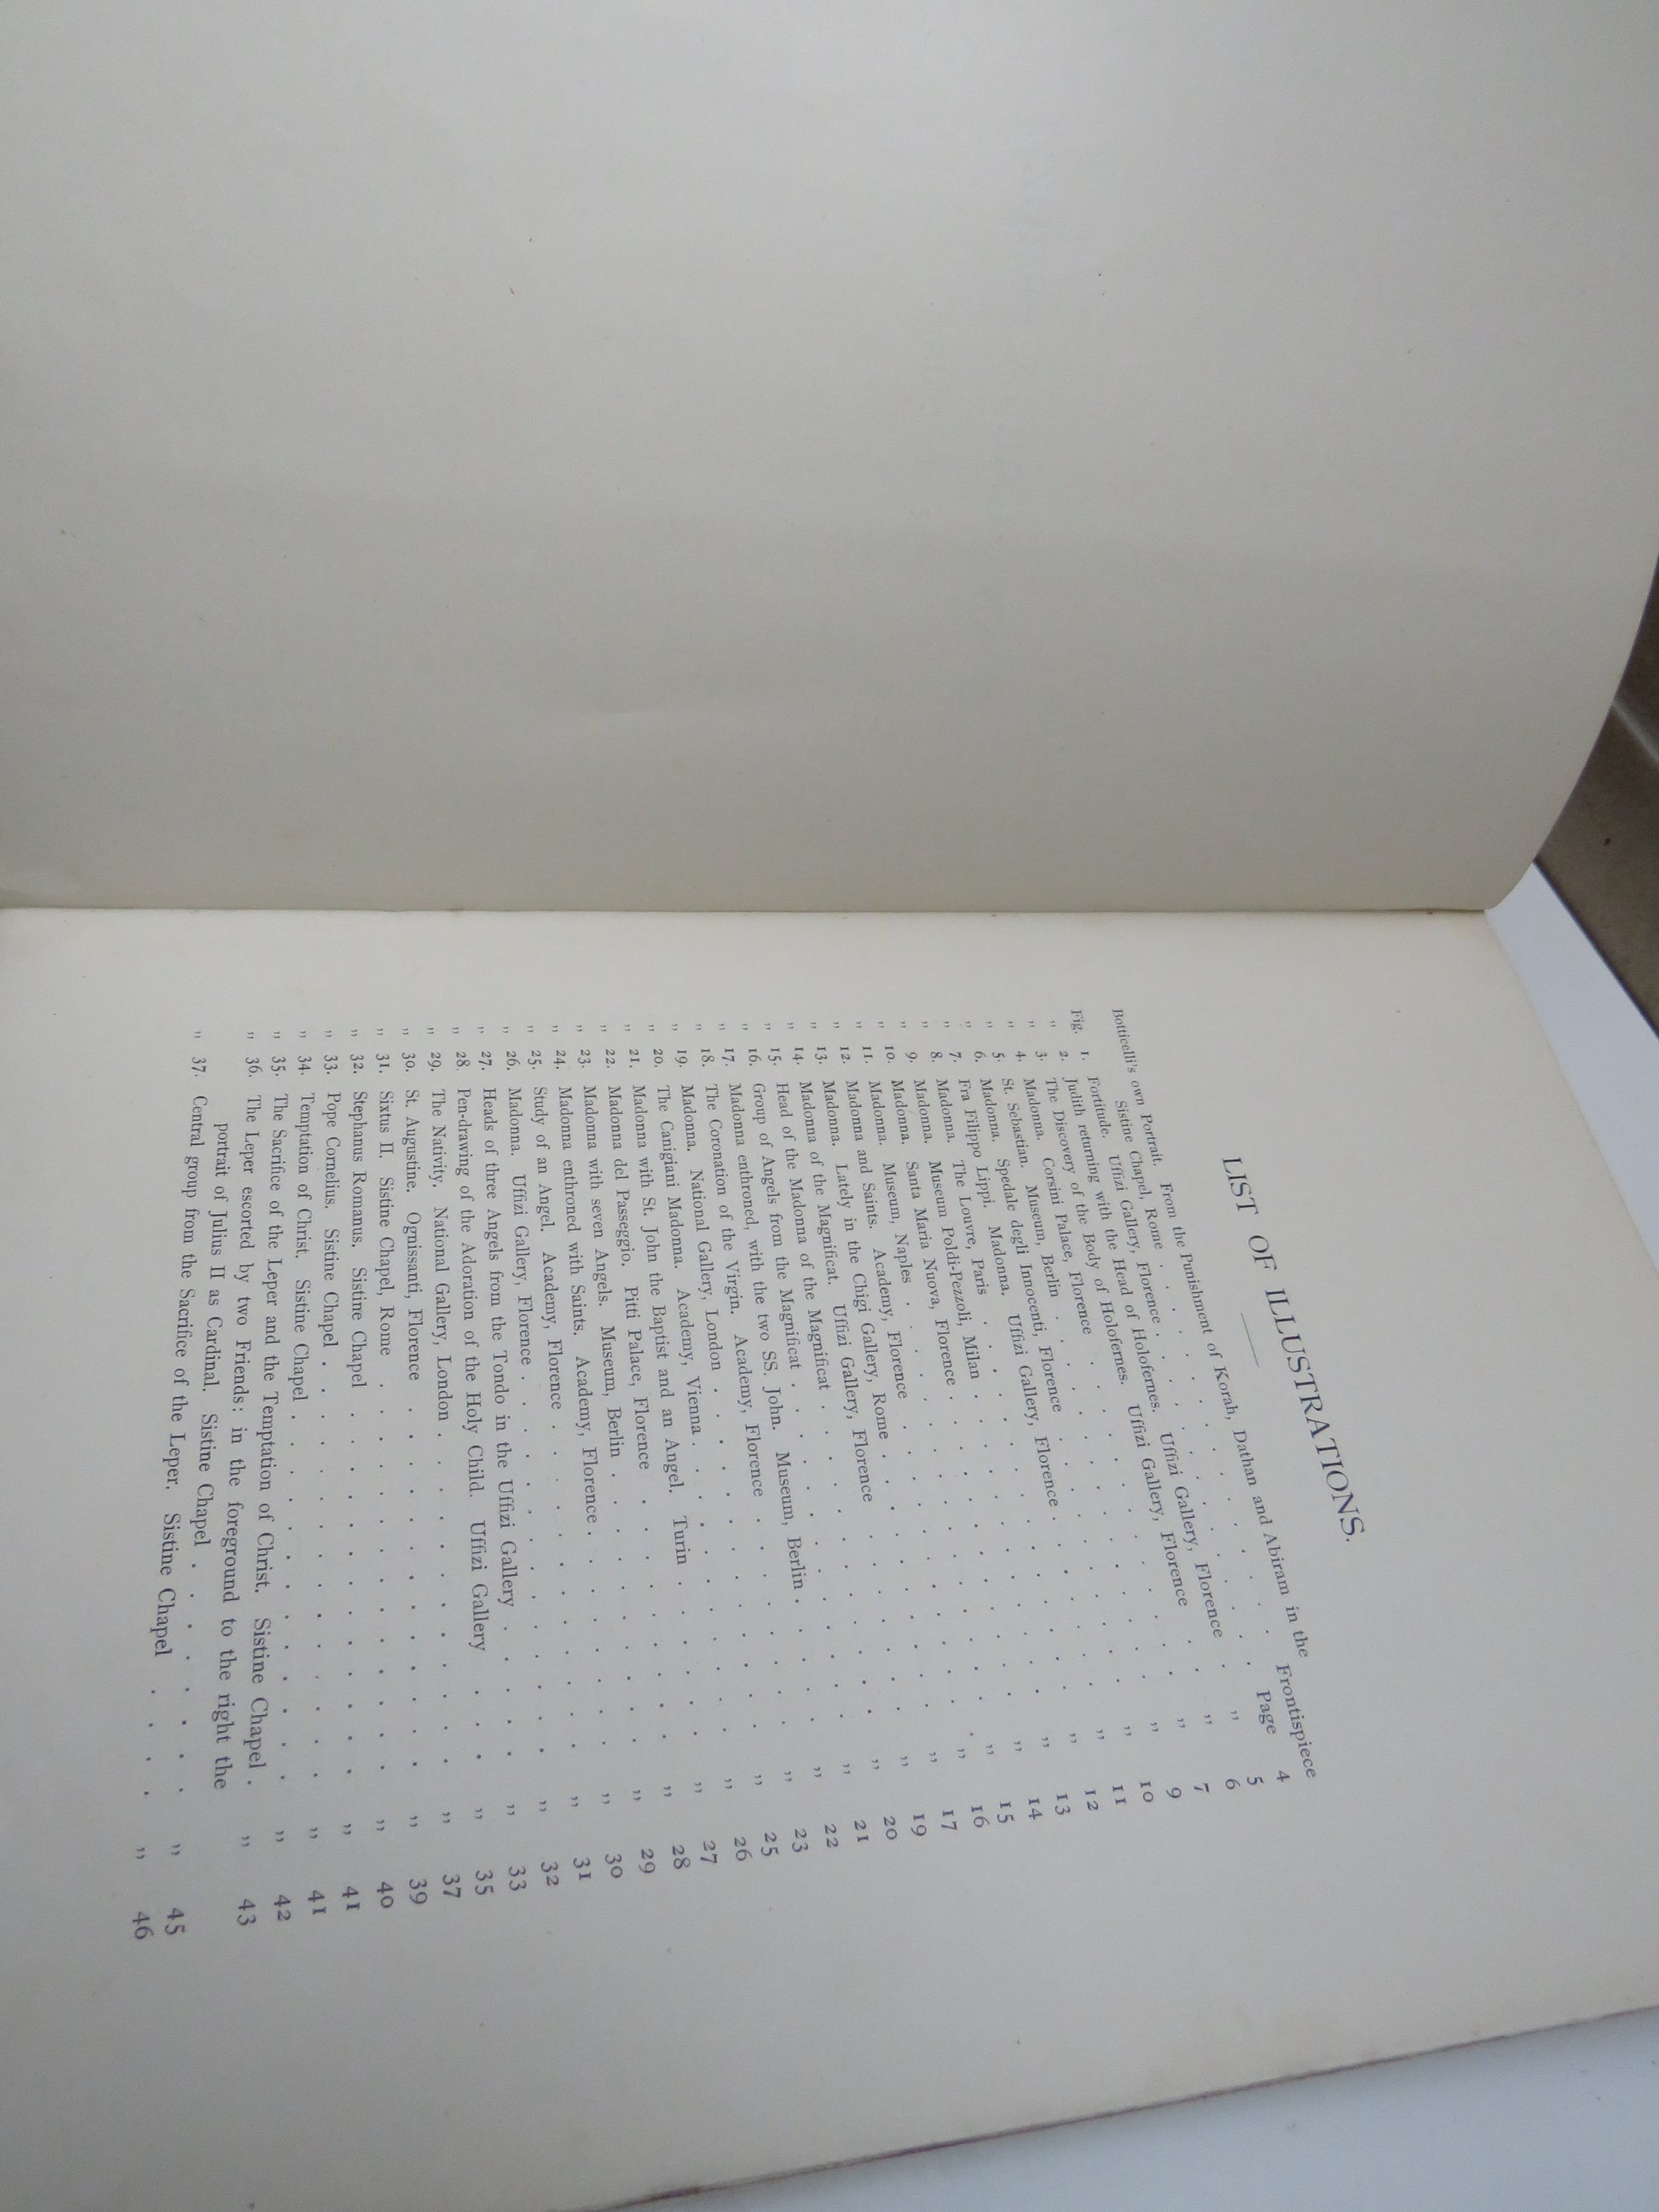 LIST OF ILLUSTRATIONS.
Botticelli's own Portrait. From the Punishment of Korah, Dathan and Abiram in the
Sistine Chapel, Rome . . . . . . . Frontispiece
Fig. 1. Fortitude. Uffizi Gallery, Florence . . . . . . Page 4
„ 2. Judith returning with the Head of Holofernes. Uffizi Gallery, Florence . „ 5
„ 3. The Discovery of the Body of Holofernes. Uffizi Gallery, Florence . . „ 6
„ 4. Madonna. Corsini Palace, Florence . . . . . . „ 7
„ 5. St. Sebastian. Museum, Berlin . . . . . . . „ 9
„ 6. Madonna. Spedale degli Innocenti, Florence . . . . . „ 10
„ 7. Fra Filippo Lippi. Madonna. Uffizi Gallery, Florence . . . . „ 11
„ 8. Madonna. The Louvre, Paris . . . . . . . „ 12
„ 9. Madonna. Museum Poldi-Pezzoli, Milan . . . . . . „ 13
„ 10. Madonna. Santa Maria Nuova, Florence . . . . . . „ 14
„ 11. Madonna. Museum, Naples . . . . . . . „ 15
„ 12. Madonna and Saints. Academy, Florence . . . . . . „ 16
„ 13. Madonna. Lately in the Chigi Gallery, Rome . . . . . „ 17
„ 14. Madonna of the Magnificat. Uffizi Gallery, Florence . . . . „ 19
„ 15. Head of the Madonna of the Magnificat . . . . . . „ 20
„ 16. Group of Angels from the Magnificat . . . . . . „ 21
„ 17. Madonna enthroned, with the two SS. John. Museum, Berlin . . . „ 22
„ 18. The Coronation of the Virgin. Academy, Florence . . . . „ 23
„ 19. Madonna. National Gallery, London . . . . . . „ 25
„ 20. The Canigiani Madonna. Academy, Vienna . . . . . „ 26
„ 21. Madonna with St. John the Baptist and an Angel. Turin . . . „ 27
„ 22. Madonna del Passeggio. Pitti Palace, Florence . . . . „ 28
„ 23. Madonna with seven Angels. Museum, Berlin . . . . . „ 29
„ 24. Madonna enthroned with Saints. Academy, Florence . . . . „ 30
„ 25. Study of an Angel. Academy, Florence . . . . . . „ 31
„ 26. Madonna. Uffizi Gallery, Florence . . . . . . „ 32
„ 27. Heads of three Angels from the Tondo in the Uffizi Gallery . . . „ 33
„ 28. Pen-drawing of the Adoration of the Holy Child. Uffizi Gallery . . „ 35
„ 29. The Nativity. National Gallery, London . . . . . „ 37
„ 30. St. Augustine. Ognissanti, Florence . . . . . . „ 39
„ 31. Sixtus II. Sistine Chapel, Rome . . . . . . „ 40
„ 32. Stephanus Romanus. Sistine Chapel . . . . . . „ 41
„ 33. Pope Cornelius. Sistine Chapel . . . . . . . „ 41
„ 34. Temptation of Christ. Sistine Chapel . . . . . . „ 42
„ 35. The Sacrifice of the Leper and the Temptation of Christ. Sistine Chapel . „ 43
„ 36. The Leper escorted by two Friends: in the foreground to the right the
portrait of Julius II as Cardinal. Sistine Chapel . . . . „ 45
„ 37. Central group from the Sacrifice of the Leper. Sistine Chapel . . . „ 46